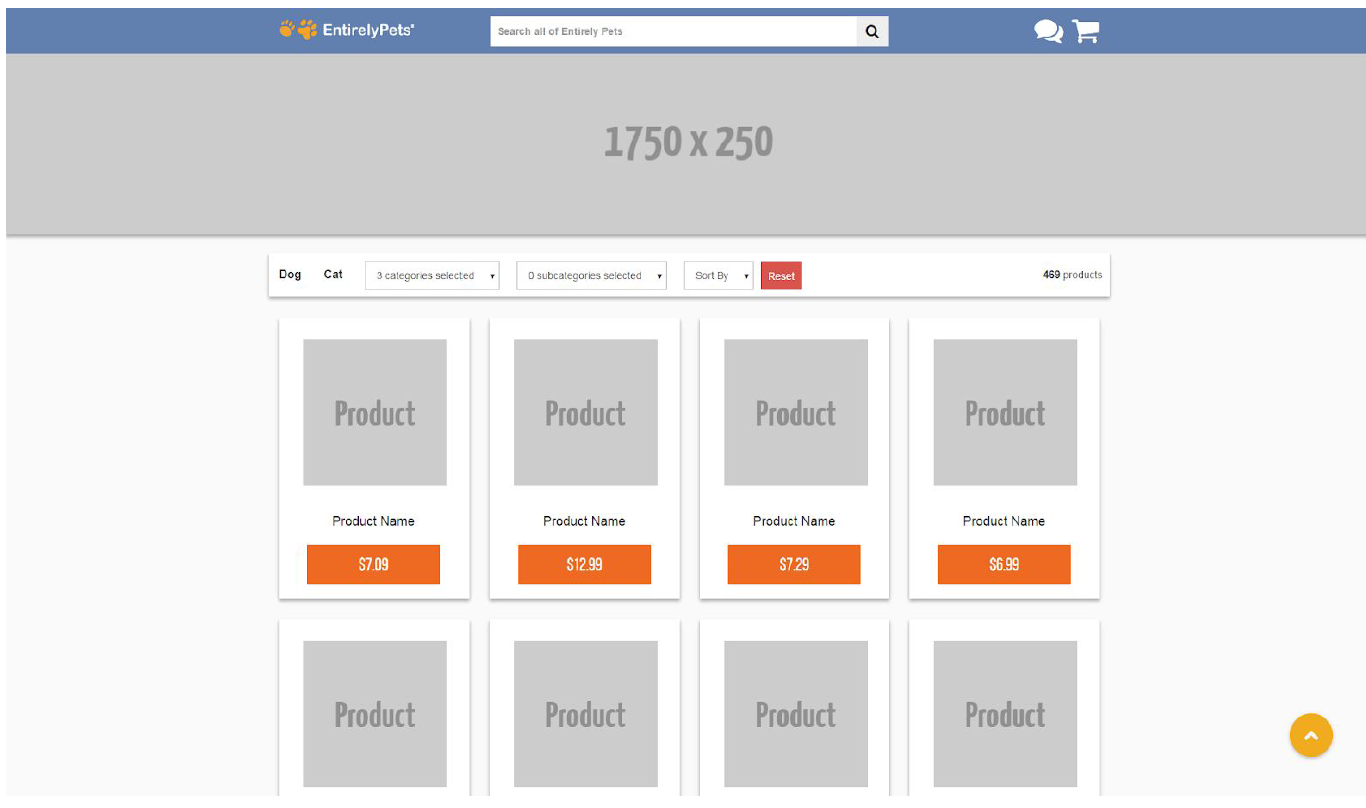 EntirelyPets®
Search all of Entirely Pets
1750 x 250
Dog Cat 3 categories selected 0 subcategories selected Sort By Reset 469 products
Product Product Product Product
Product Name Product Name Product Name Product Name
$7.09 $12.99 $7.29 $6.99
Product Product Product Product